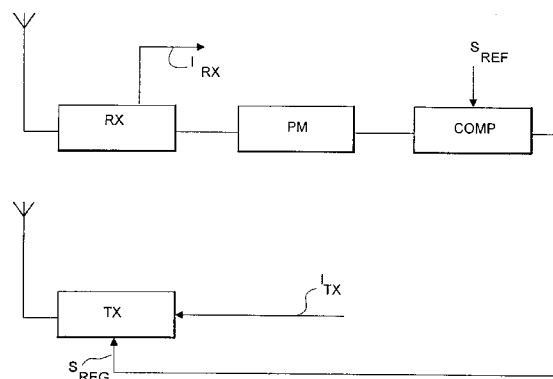 I RX
S REF
RX
PM
COMP
I TX
TX
S REG